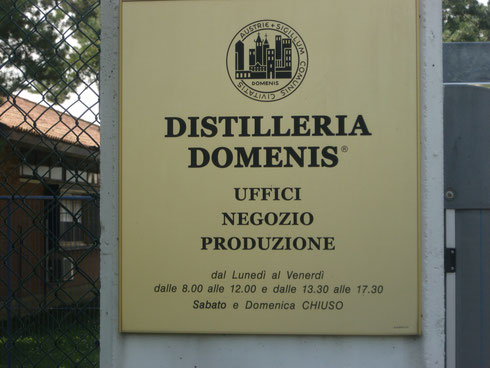 AUSTRIE + SIGILLUM COMUNIS CIVITATIS
DOMENIS
DISTILLERIA
DOMENIS®
UFFICI
NEGOZIO
PRODUZIONE
dal Lunedì al Venerdì
dalle 8.00 alle 12.00 e dalle 13.30 alle 17.30
Sabato e Domenica CHIUSO